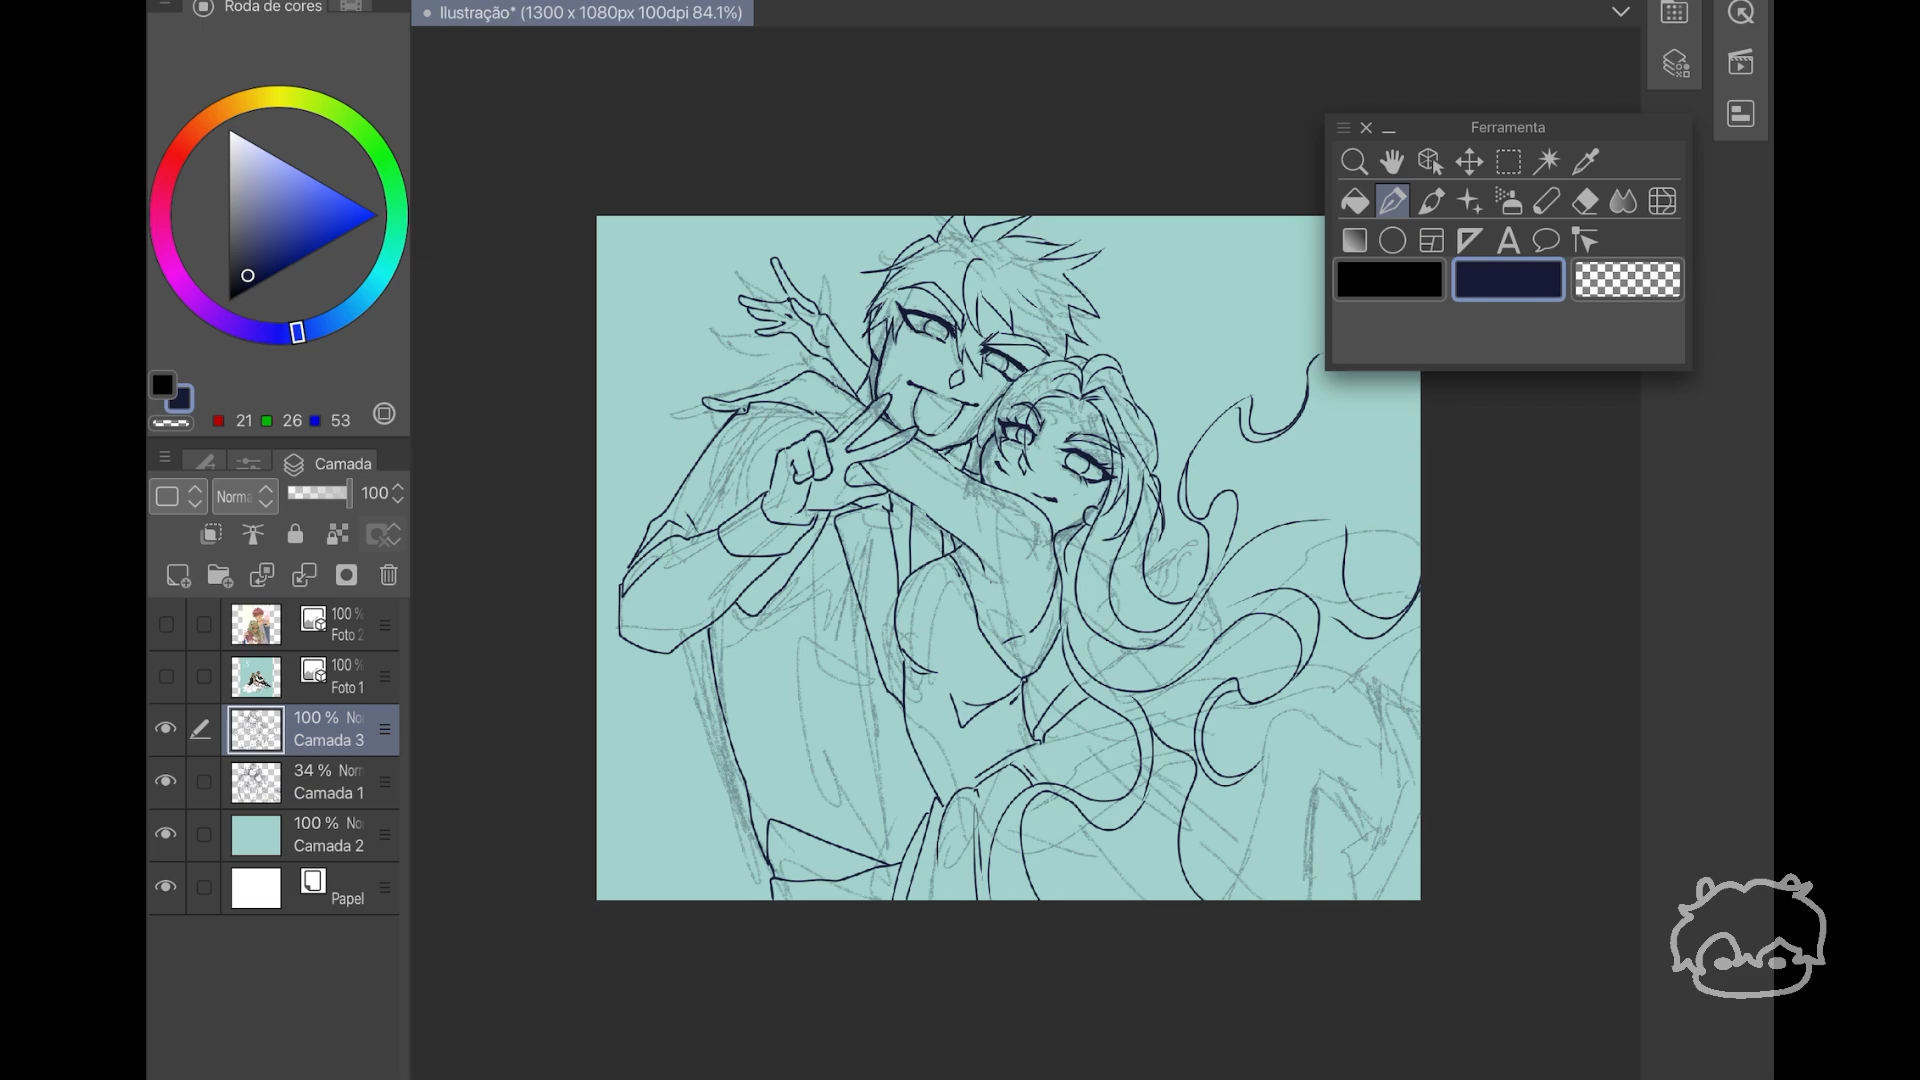 Roda de cores
Ilustração* (1300 x 1080px 100dpi 84.1%)
Ferramenta
A
21 26 53
Camada
Norma 100
100 %
Foto 2
100 %
Foto 1
100 % No
Camada 3
34 % Norm
Camada 1
100 % No
Camada 2
Papel